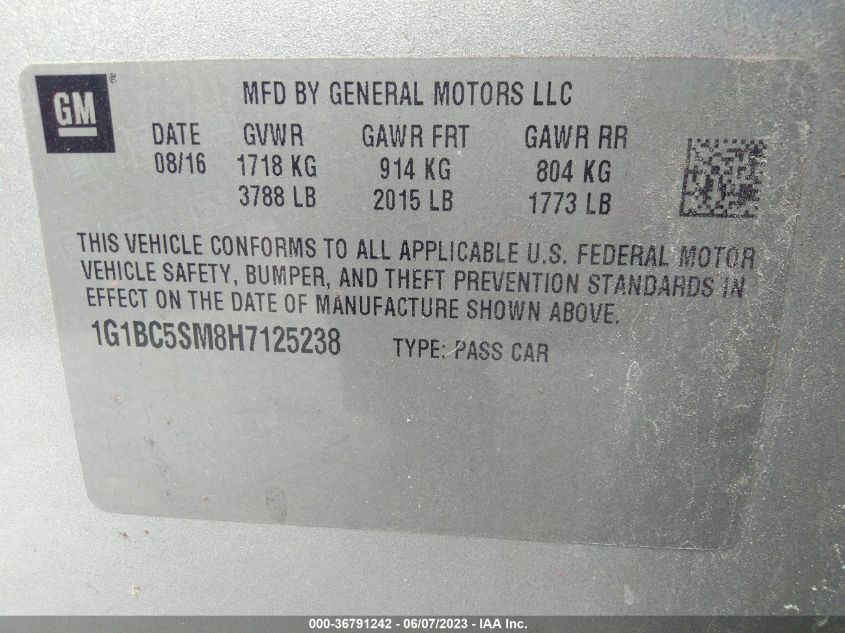 GM®
MFD BY GENERAL MOTORS LLC
DATE GVWR GAWR FRT GAWR RR
08/16 1718 KG 914 KG 804 KG
3788 LB 2015 LB 1773 LB
THIS VEHICLE CONFORMS TO ALL APPLICABLE U.S. FEDERAL MOTOR
VEHICLE SAFETY, BUMPER, AND THEFT PREVENTION STANDARDS IN
EFFECT ON THE DATE OF MANUFACTURE SHOWN ABOVE.
1G1BC5SM8H7125238 TYPE: PASS CAR
000-36791242 - 06/07/2023 - IAA Inc.